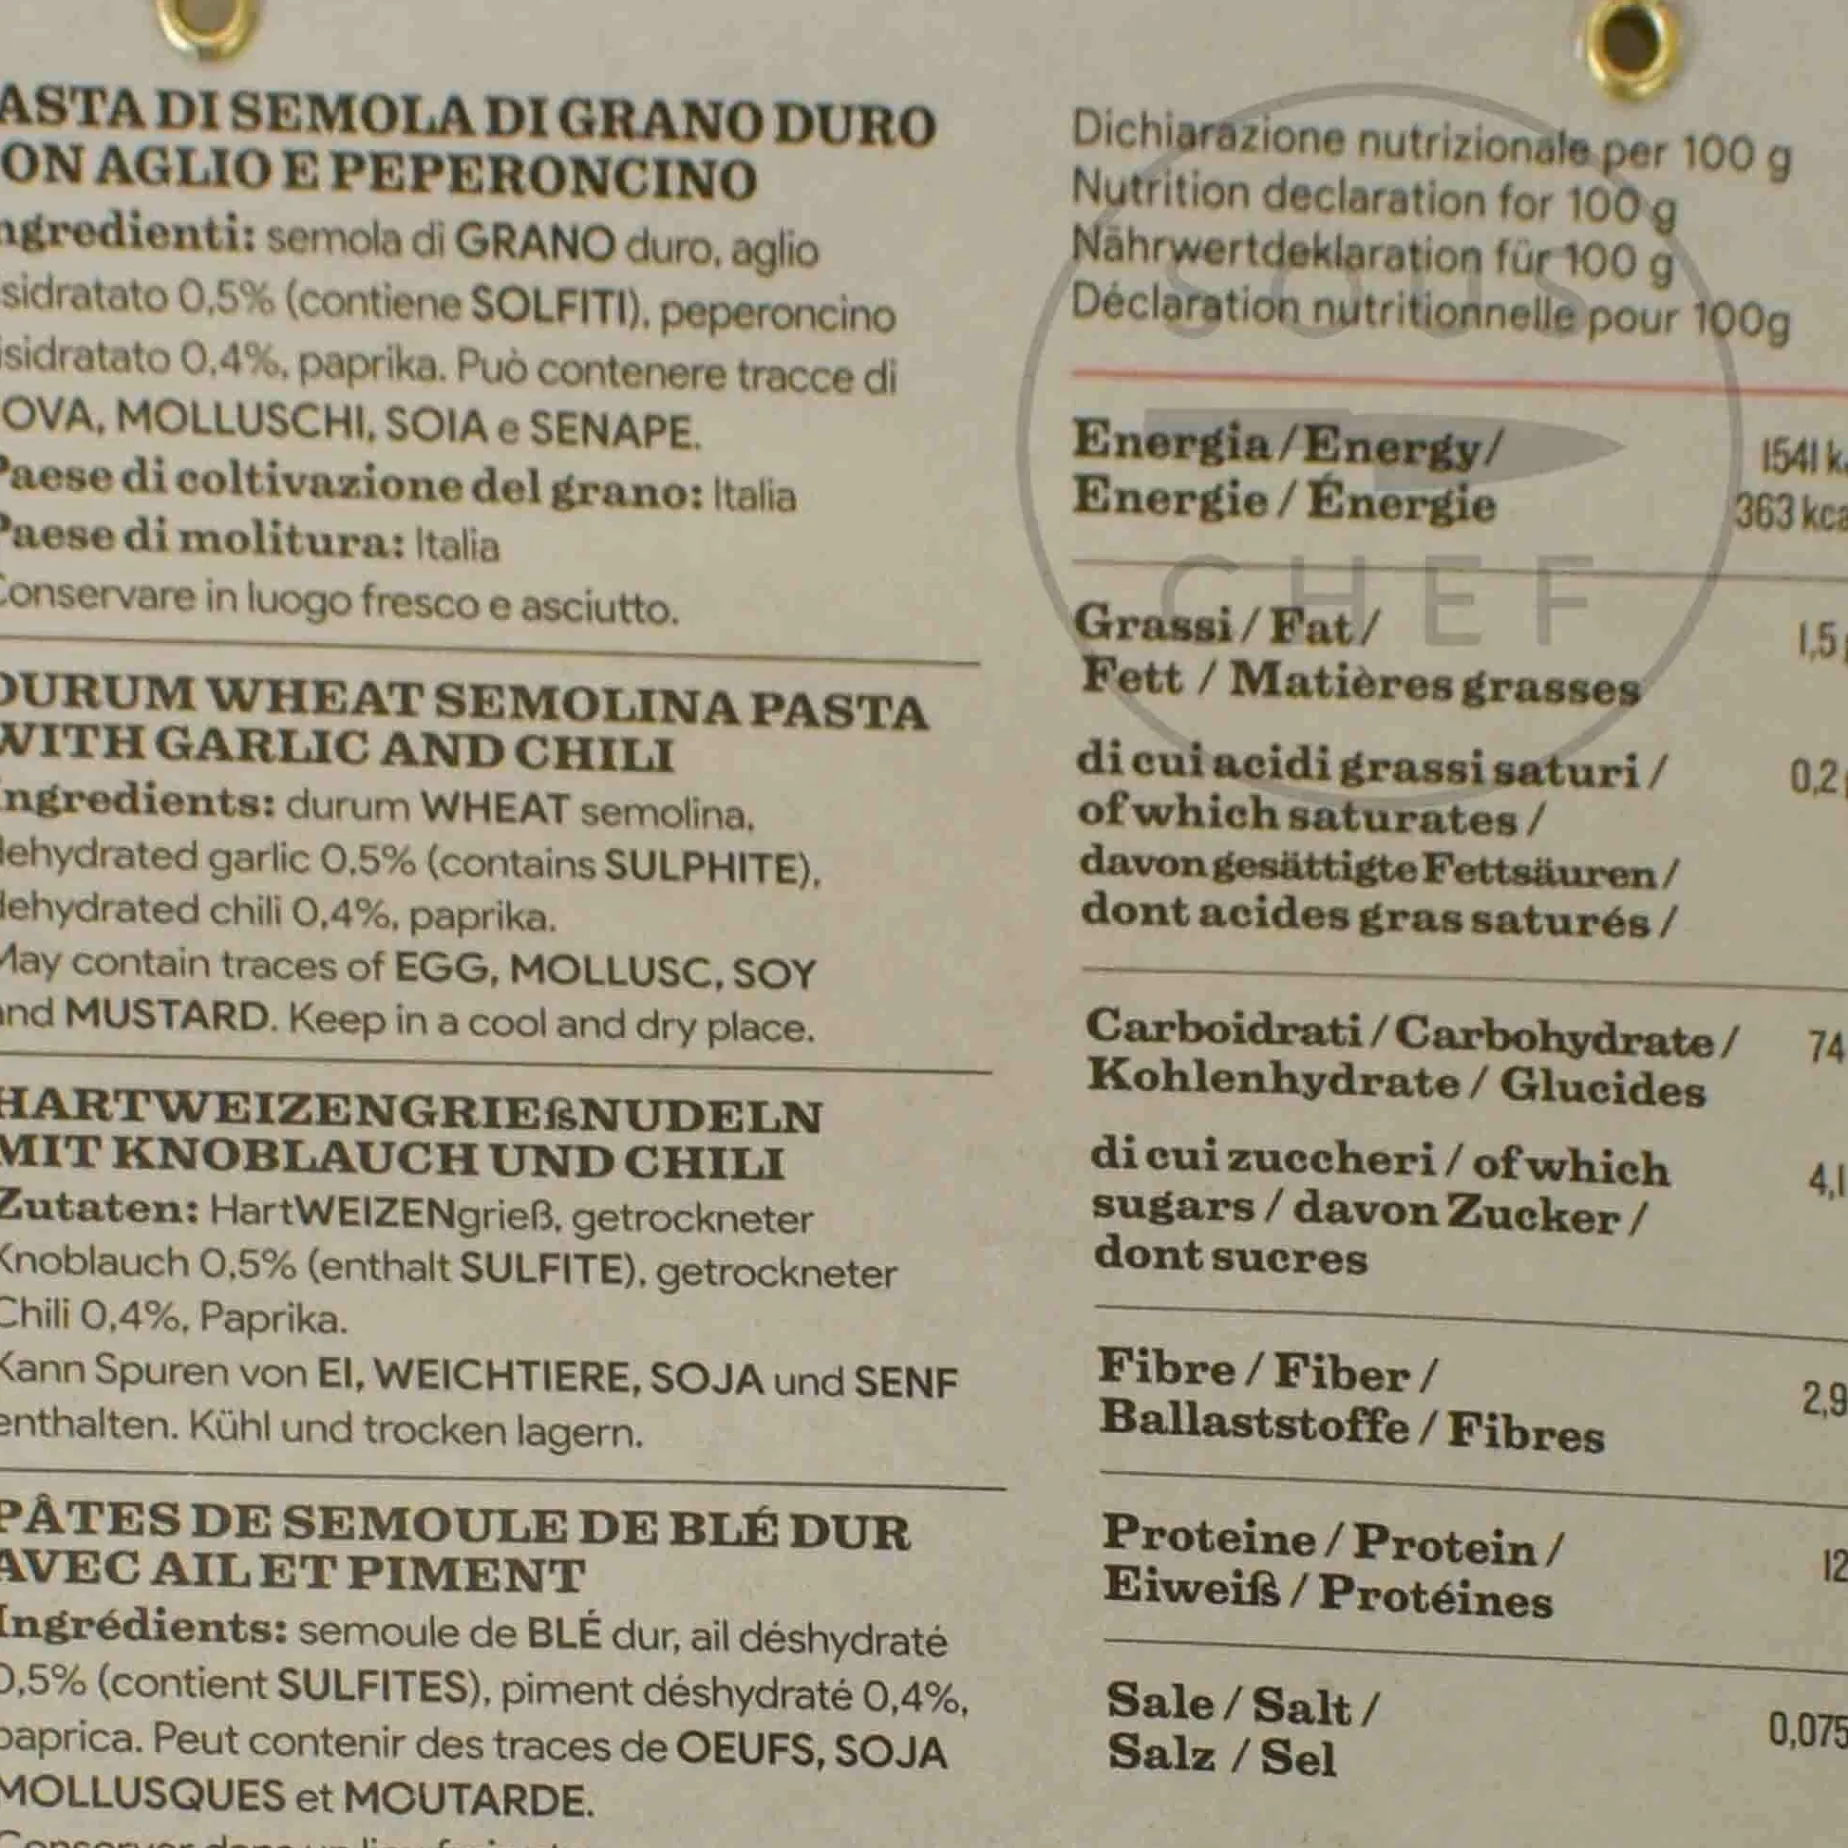 ASTA DI SEMOLA DI GRANO DURO
ON AGLIO E PEPERONCINO
ngredienti: semola di GRANO duro, aglio
sidratato 0,5% (contiene SOLFITI), peperoncino
isidratato 0,4%, paprika. Può contenere tracce di
OVA, MOLLUSCHI, SOIA e SENAPE.
Paese di coltivazione del grano: Italia
Paese di molitura: Italia
Conservare in luogo fresco e asciutto.
DURUM WHEAT SEMOLINA PASTA
WITH GARLIC AND CHILI
Ingredients: durum WHEAT semolina,
dehydrated garlic 0,5% (contains SULPHITE),
dehydrated chili 0,4%, paprika.
May contain traces of EGG, MOLLUSC, SOY
and MUSTARD. Keep in a cool and dry place.
HARTWEIZENGRIEßNUDELN
MIT KNOBLAUCH UND CHILI
Zutaten: HartWEIZENgrieß, getrockneter
Knoblauch 0,5% (enthalt SULFITE), getrockneter
Chili 0,4%, Paprika.
Kann Spuren von EI, WEICHTIERE, SOJA und SENF
enthalten. Kühl und trocken lagern.
PÂTES DE SEMOULE DE BLÉ DUR
AVEC AIL ET PIMENT
Ingrédients: semoule de BLÉ dur, ail déshydraté
0,5% (contient SULFITES), piment déshydraté 0,4%,
paprica. Peut contenir des traces de OEUFS, SOJA
MOLLUSQUES et MOUTARDE.
Dichiarazione nutrizionale per 100 g
Nutrition declaration for 100 g
Nährwertdeklaration für 100 g
Déclaration nutritionnelle pour 100g
SOUS
CHEF
Energia / Energy / 1541 k
Energie / Énergie 363 kca
Grassi / Fat / 1,5
Fett / Matières grasses
di cui acidi grassi saturi / 0,2
of which saturates /
davon gesättigte Fettsäuren /
dont acides gras saturés /
Carboidrati / Carbohydrate / 74
Kohlenhydrate / Glucides
di cui zuccheri / of which 4,1
sugars / davon Zucker /
dont sucres
Fibre / Fiber / 2,9
Ballaststoffe / Fibres
Proteine / Protein / 12
Eiweiß / Protéines
Sale / Salt / 0,075
Salz / Sel